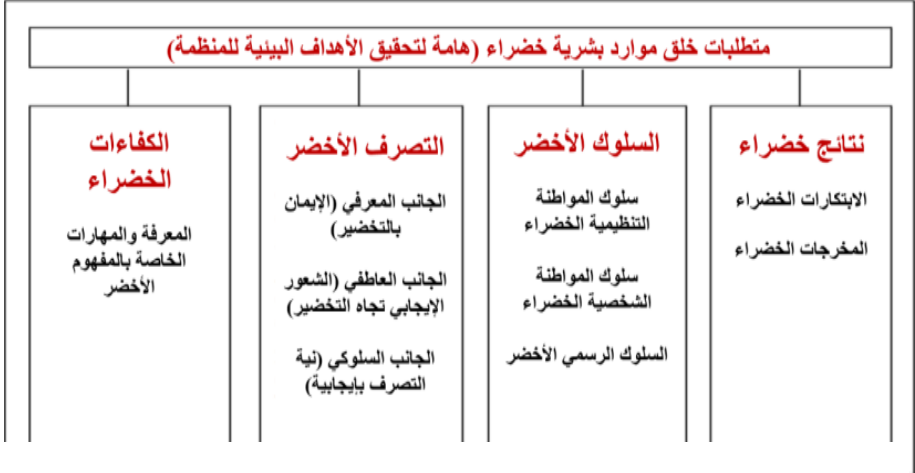 متطلبات خلق موارد بشرية خضراء (هامة لتحقيق الأهداف البيئية للمنظمة)
نتائج خضراء
الابتكارات الخضراء
المخرجات الخضراء
السلوك الأخضر
سلوك المواطنة
التنظيمية الخضراء
سلوك المواطنة
الشخصية الخضراء
السلوك الرسمي الأخضر
التصرف الأخضر
الجانب المعرفي (الإيمان
بالتخضير)
الجانب العاطفي (الشعور
الإيجابي تجاه التخضير)
الجانب السلوكي (نية
التصرف بإيجابية)
الكفاءات
الخضراء
المعرفة والمهارات
الخاصة بالمفهوم
الأخضر